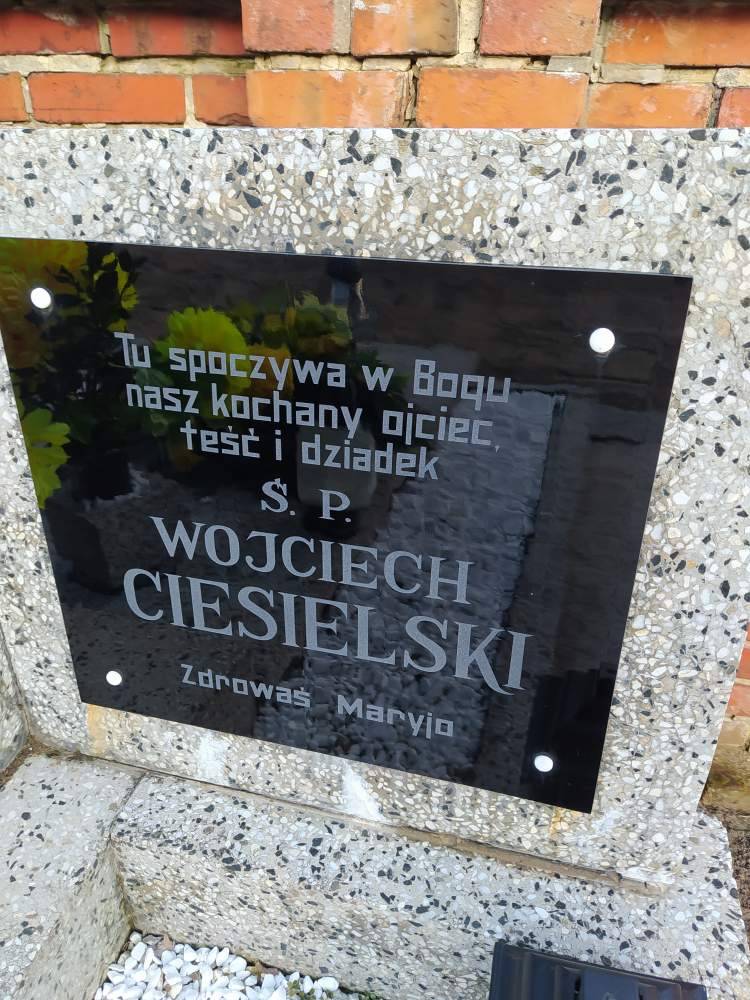 Tu spoczywa w Bogu
nasz kochany ojciec,
teść i dziadek
Ś. P.
WOJCIECH
CIESIELSKI
Zdrowaś Maryjo